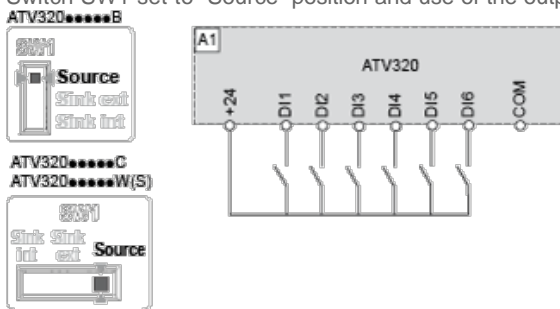 Switch SW1 set to "Source" position and use of the outp
ATV320●●●●●B
SW1
Source
Sink ext
Sink int
ATV320●●●●●C
ATV320●●●●●W(S)
SW1
Sink int
Sink ext
Source
A1
ATV320
+24
DI1
DI2
DI3
DI4
DI5
DI6
COM